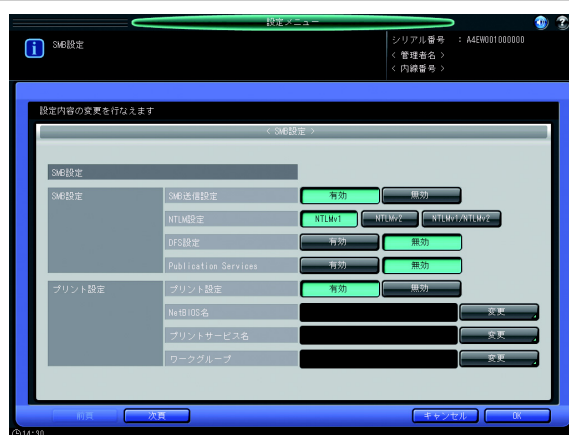 設定メニュー
SMB設定
シリアル番号 : A4EW001000000
< 管理者名 >
< 内線番号 >
設定内容の変更を行なえます
< SMB設定 >
SMB設定
SMB設定 SMB送信設定 有効 無効
NTLM設定 NTLMv1 NTLMv2 NTLMv1/NTLMv2
DFS設定 有効 無効
Publication Services 有効 無効
プリント設定 プリント設定 有効 無効
NetBIOS名 変更
プリントサービス名 変更
ワークグループ 変更
前頁 次頁 キャンセル OK
14:30